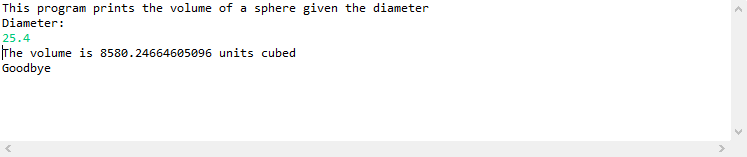 This program prints the volume of a sphere given the diameter
Diameter:
25.4
The volume is 8580.24664605096 units cubed
Goodbye